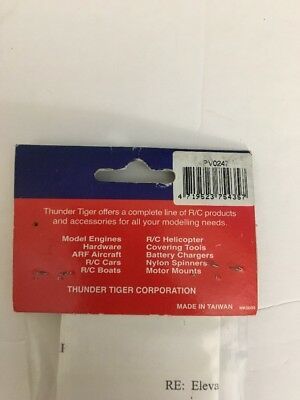 PV0247
4 719523 754357
Thunder Tiger offers a complete line of R/C products
and accessories for all your modelling needs.
Model Engines R/C Helicopter
Hardware Covering Tools
ARF Aircraft Battery Chargers
R/C Cars Nylon Spinners
R/C Boats Motor Mounts
THUNDER TIGER CORPORATION
MADE IN TAIWAN
RE: Eleva